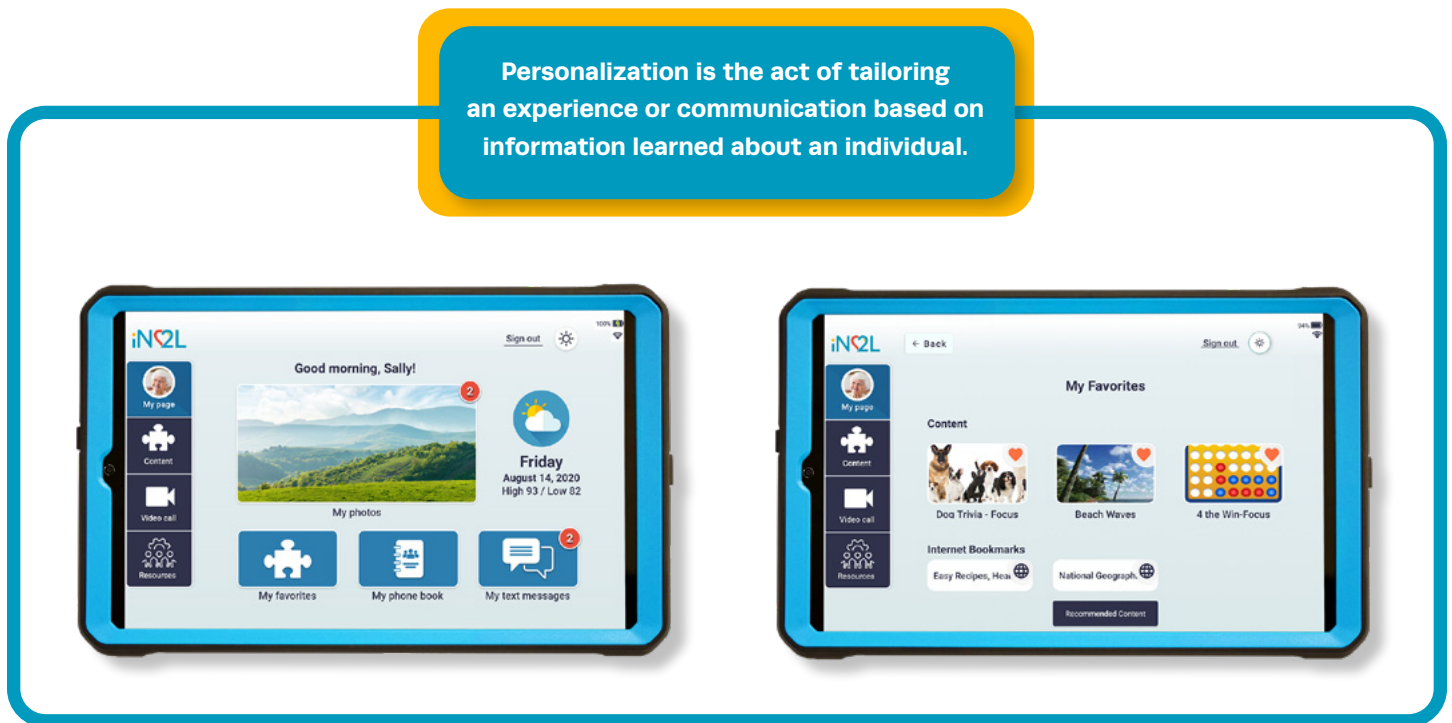 Personalization is the act of tailoring
an experience or communication based on
information learned about an individual.
iN2L
Sign out
100%
Good morning, Sally!
My page
2
Content
Friday
August 14, 2020
High 93 / Low 82
Video call
My photos
2
Resources
My favorites
My phone book
My text messages
iN2L
← Back
Sign out
94%
My page
My Favorites
Content
Content
Dog Trivia - Focus
Beach Waves
4 the Win-Focus
Video call
Internet Bookmarks
Easy Recipes, Hea
National Geograph.
Resources
Recommended Content